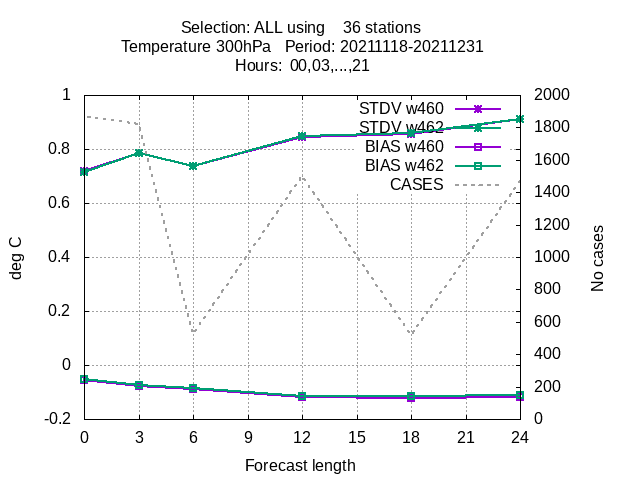 Selection: ALL using    36 stations
Temperature 300hPa   Period: 20211118-20211231
Hours:  00,03,...,21
1
0.8
0.6
0.4
0.2
0
-0.2
deg C
STDV w460
STDV w462
BIAS w460
BIAS w462
CASES
2000
1800
1600
1400
1200
1000
800
600
400
200
0
No cases
0 3 6 9 12 15 18 21 24
Forecast length